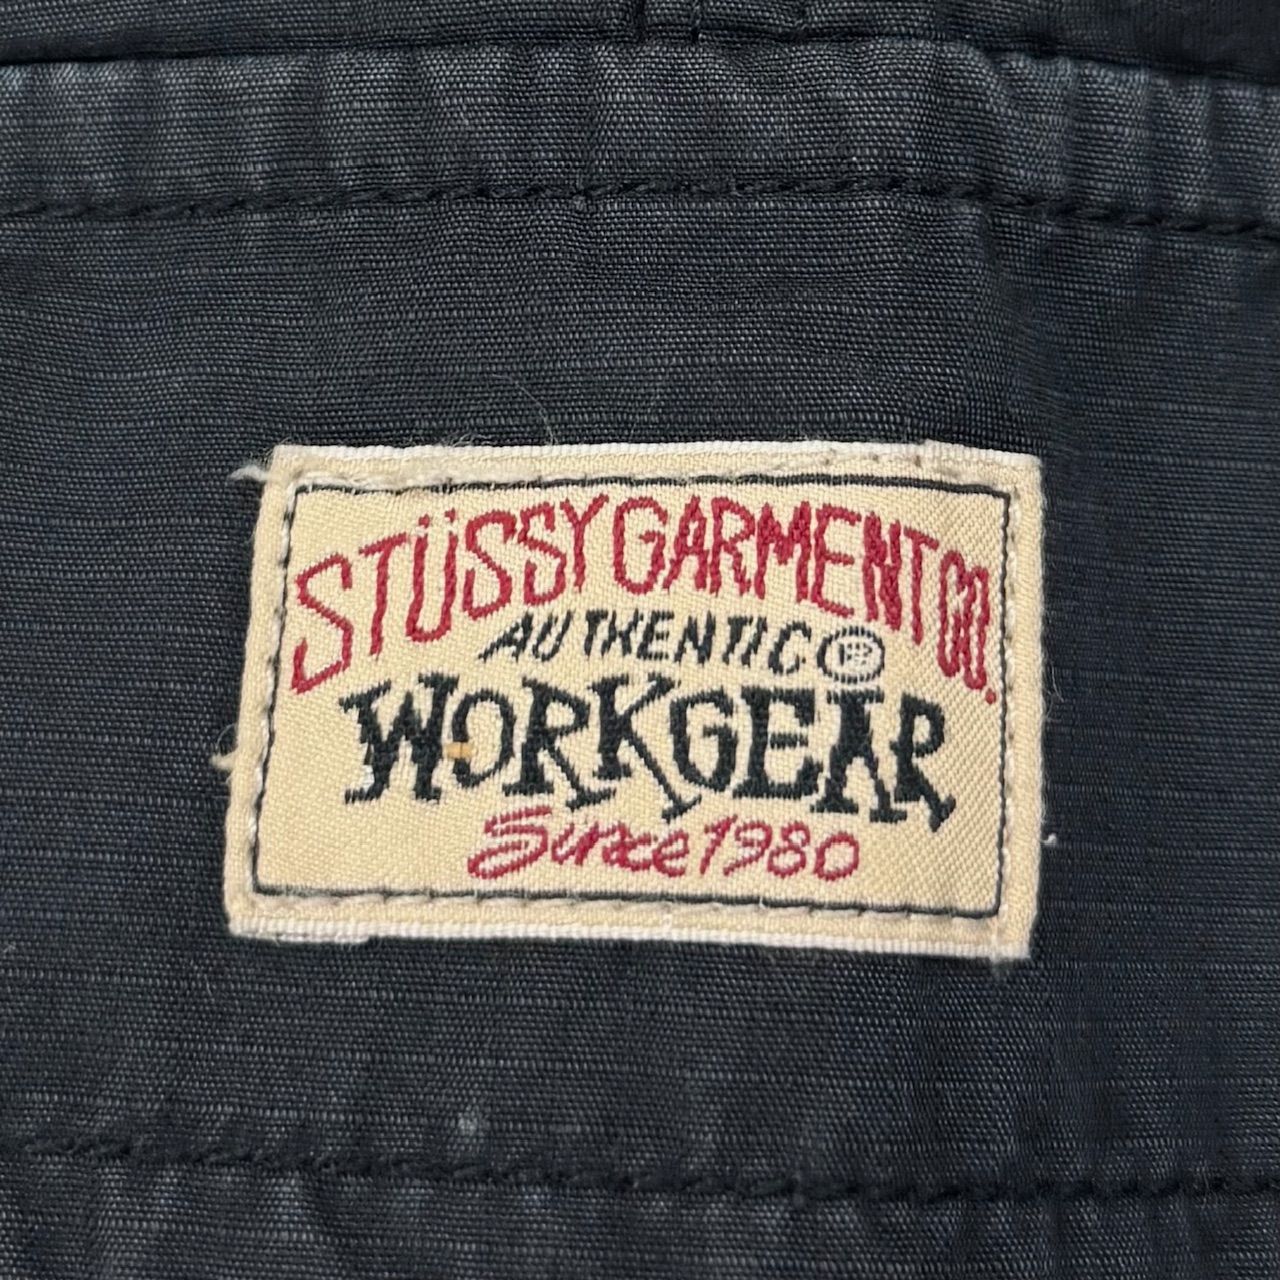 STÜSSY GARMENT CO.
AUTHENTIC ®
WORKGEAR
Since 1980